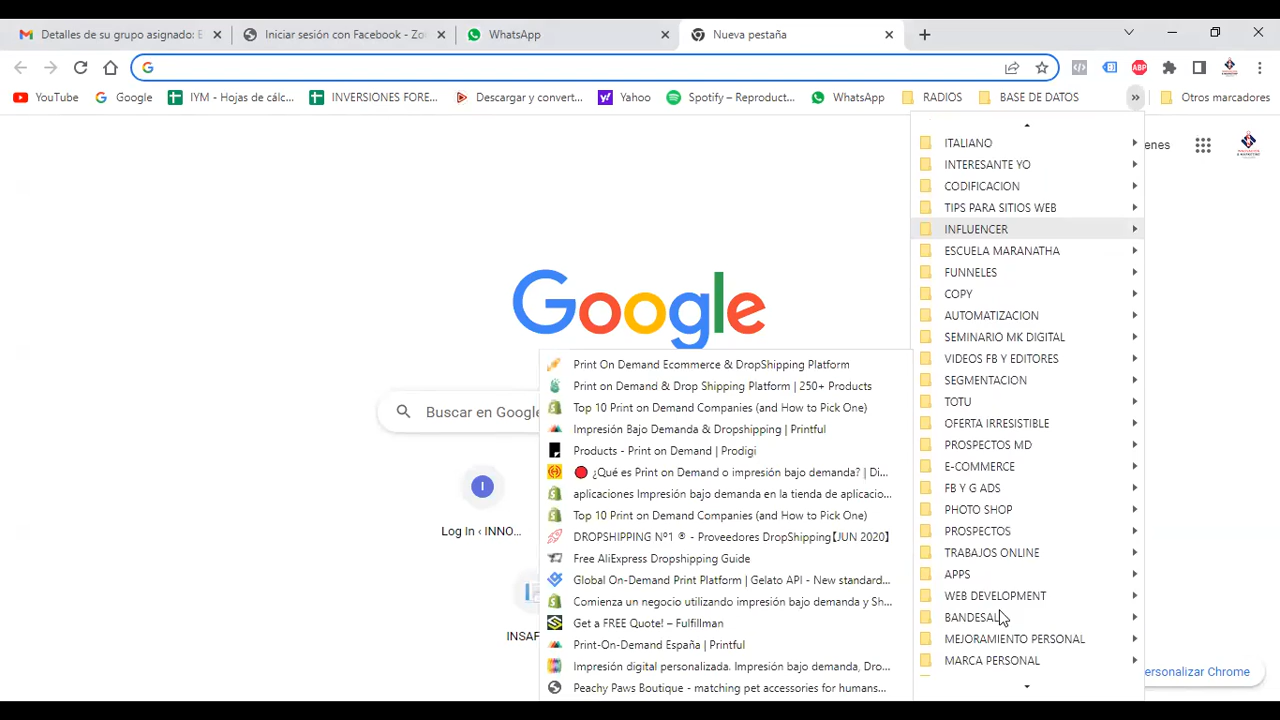 Detalles de su grupo asignado: E
Iniciar sesión con Facebook - Zo
WhatsApp
Nueva pestaña
YouTube
Google
IYM - Hojas de cálc...
INVERSIONES FORE...
Descargar y convert...
Yahoo
Spotify – Reproduct...
WhatsApp
RADIOS
BASE DE DATOS
»
Otros marcadores
ABP
enes
ITALIANO
INTERESANTE YO
CODIFICACION
TIPS PARA SITIOS WEB
INFLUENCER
ESCUELA MARANATHA
FUNNELES
COPY
AUTOMATIZACION
SEMINARIO MK DIGITAL
VIDEOS FB Y EDITORES
SEGMENTACION
TOTU
OFERTA IRRESISTIBLE
PROSPECTOS MD
E-COMMERCE
FB Y G ADS
PHOTO SHOP
PROSPECTOS
TRABAJOS ONLINE
APPS
WEB DEVELOPMENT
BANDESAL
MEJORAMIENTO PERSONAL
MARCA PERSONAL
Google
Buscar en Google
I
Log In ‹ INNO...
INSAF
Print On Demand Ecommerce & DropShipping Platform
Print on Demand & Drop Shipping Platform | 250+ Products
Top 10 Print on Demand Companies (and How to Pick One)
Impresión Bajo Demanda & Dropshipping | Printful
Products - Print on Demand | Prodigi
¿Qué es Print on Demand o impresión bajo demanda? | Di...
aplicaciones Impresión bajo demanda en la tienda de aplicacio...
Top 10 Print on Demand Companies (and How to Pick One)
DROPSHIPPING Nº1 ® - Proveedores DropShipping【JUN 2020】
Free AliExpress Dropshipping Guide
Global On-Demand Print Platform | Gelato API - New standard...
Comienza un negocio utilizando impresión bajo demanda y Sh...
Get a FREE Quote! – Fulfillman
Print-On-Demand España | Printful
Impresión digital personalizada. Impresión bajo demanda, Dro...
Peachy Paws Boutique - matching pet accessories for humans...
ersonalizar Chrome